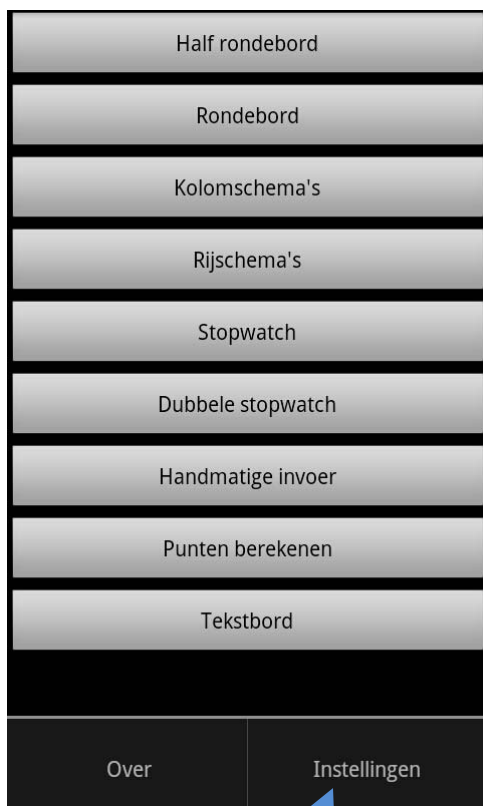 Half rondebord
Rondebord
Kolomschema's
Rijschema's
Stopwatch
Dubbele stopwatch
Handmatige invoer
Punten berekenen
Tekstbord
Over
Instellingen